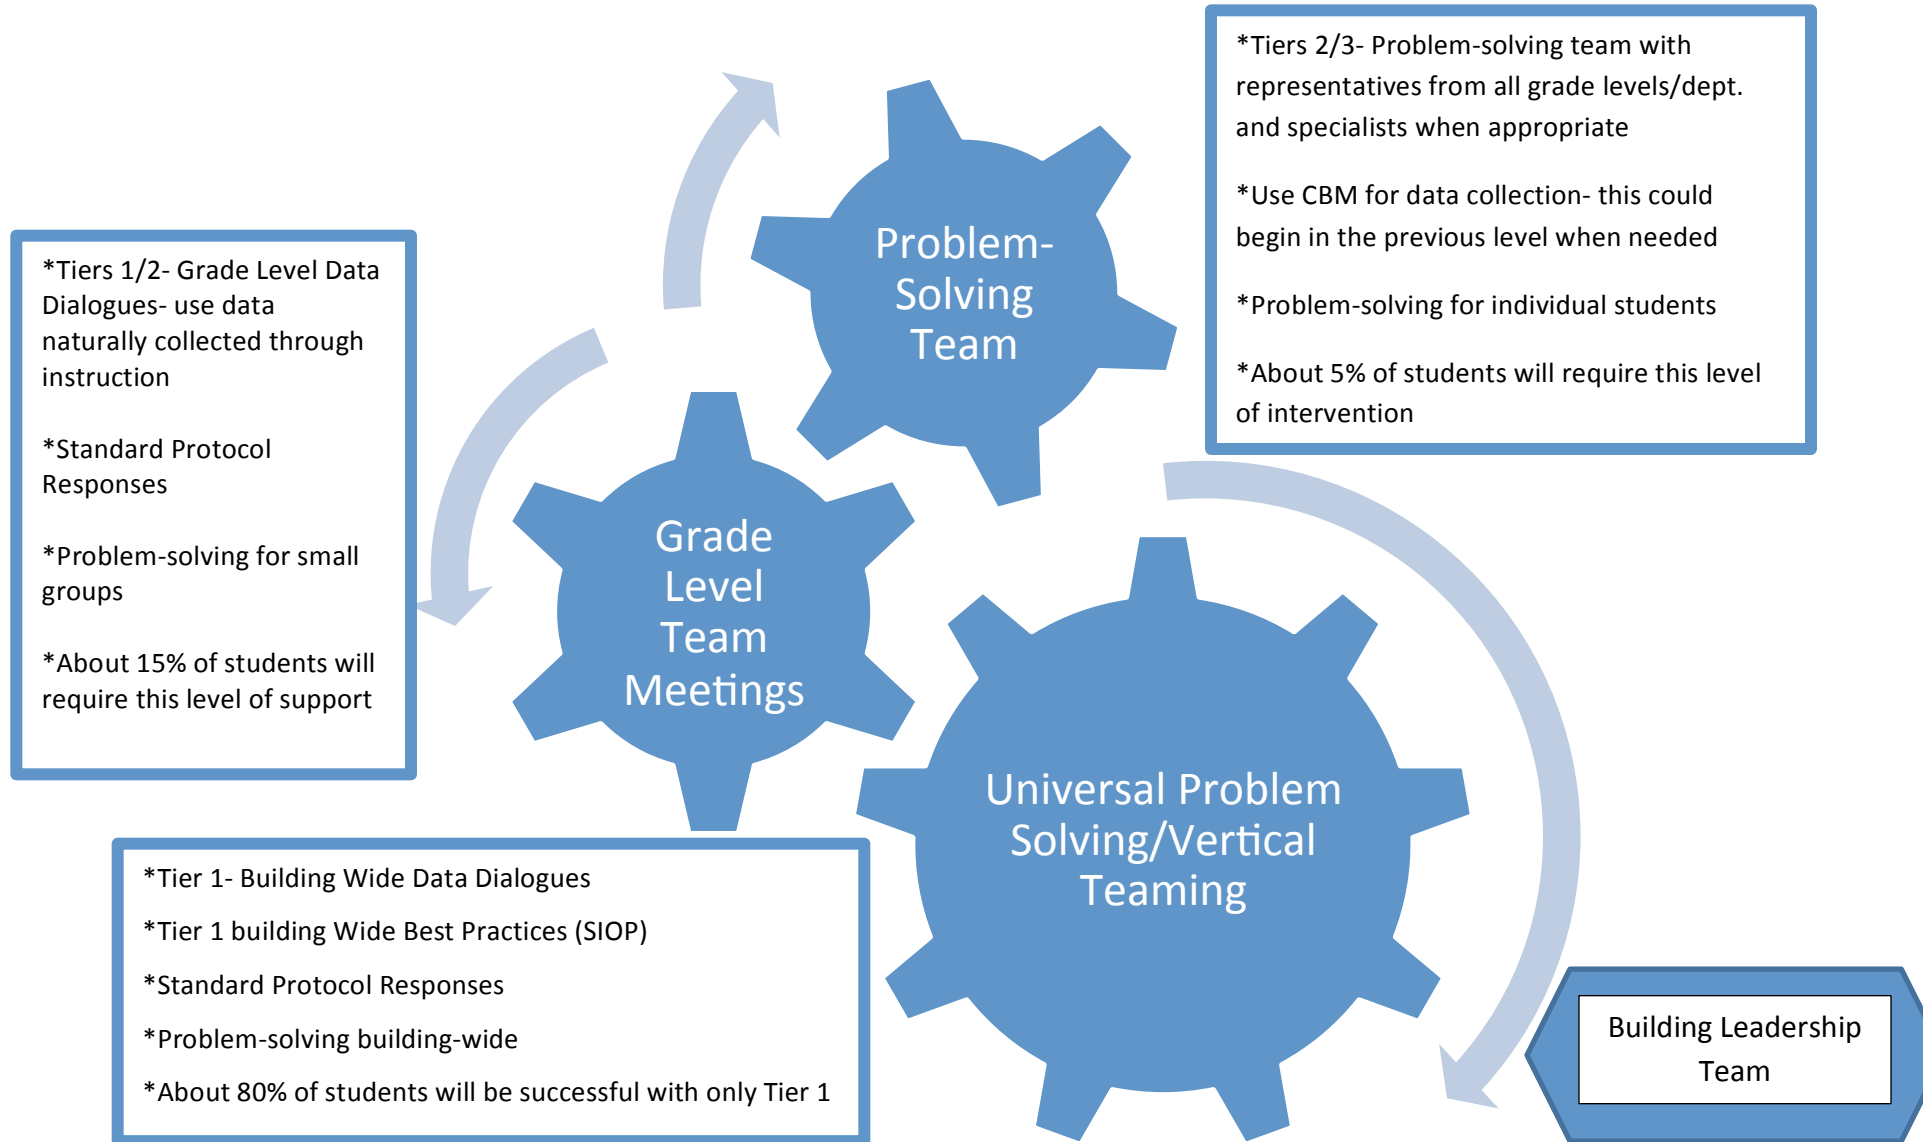 *Tiers 2/3- Problem-solving team with
representatives from all grade levels/dept.
and specialists when appropriate
*Use CBM for data collection- this could
begin in the previous level when needed
*Problem-solving for individual students
*About 5% of students will require this level
of intervention
Problem-
Solving
Team
*Tiers 1/2- Grade Level Data
Dialogues- use data
naturally collected through
instruction
*Standard Protocol
Responses
*Problem-solving for small
groups
*About 15% of students will
require this level of support
Grade
Level
Team
Meetings
Universal Problem
Solving/Vertical
Teaming
*Tier 1- Building Wide Data Dialogues
*Tier 1 building Wide Best Practices (SIOP)
*Standard Protocol Responses
*Problem-solving building-wide
*About 80% of students will be successful with only Tier 1
Building Leadership
Team